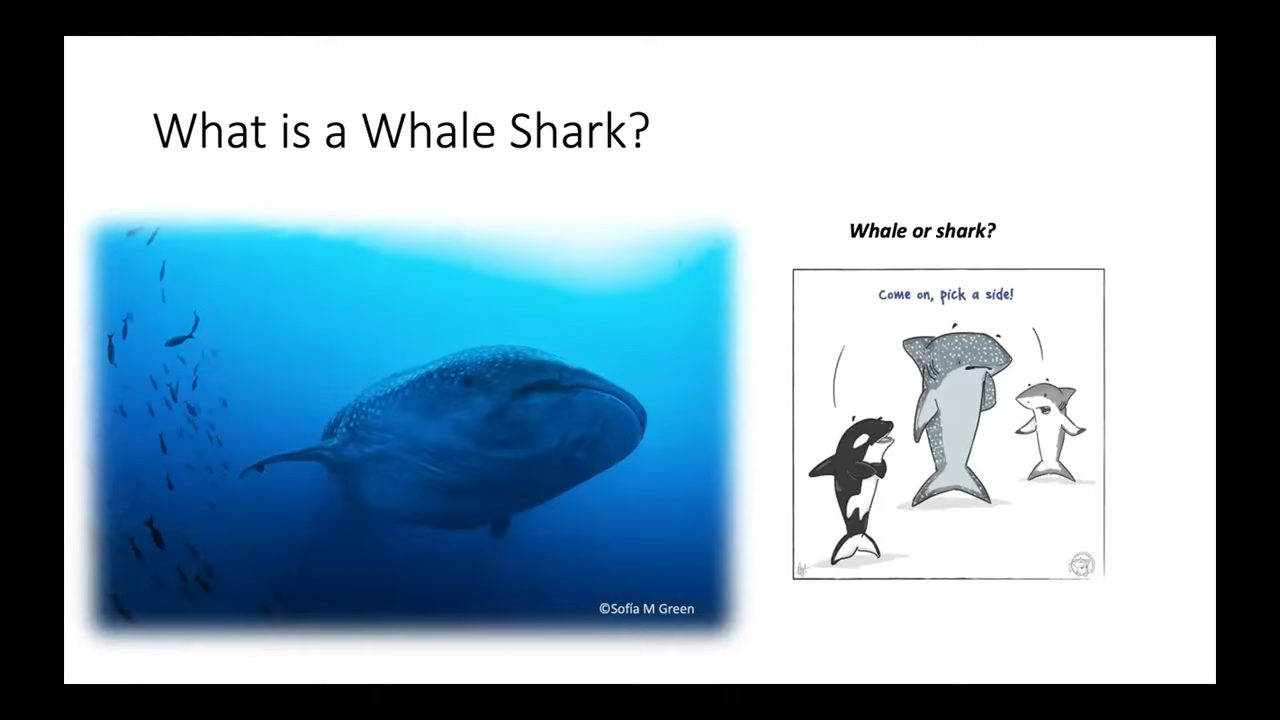 What is a Whale Shark?
Whale or shark?
Come on, pick a side!
©Sofía M Green